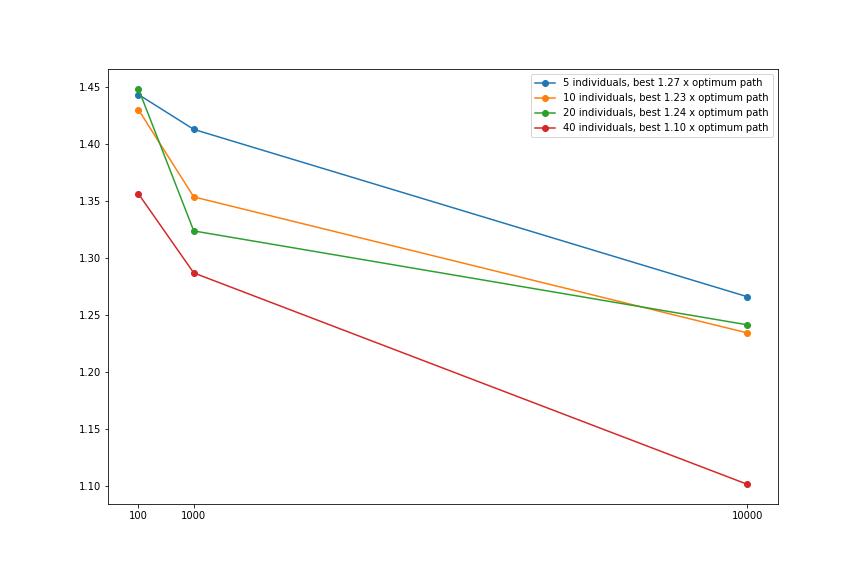 5 individuals, best 1.27 x optimum path
10 individuals, best 1.23 x optimum path
20 individuals, best 1.24 x optimum path
40 individuals, best 1.10 x optimum path
1.45
1.40
1.35
1.30
1.25
1.20
1.15
1.10
100 1000 10000